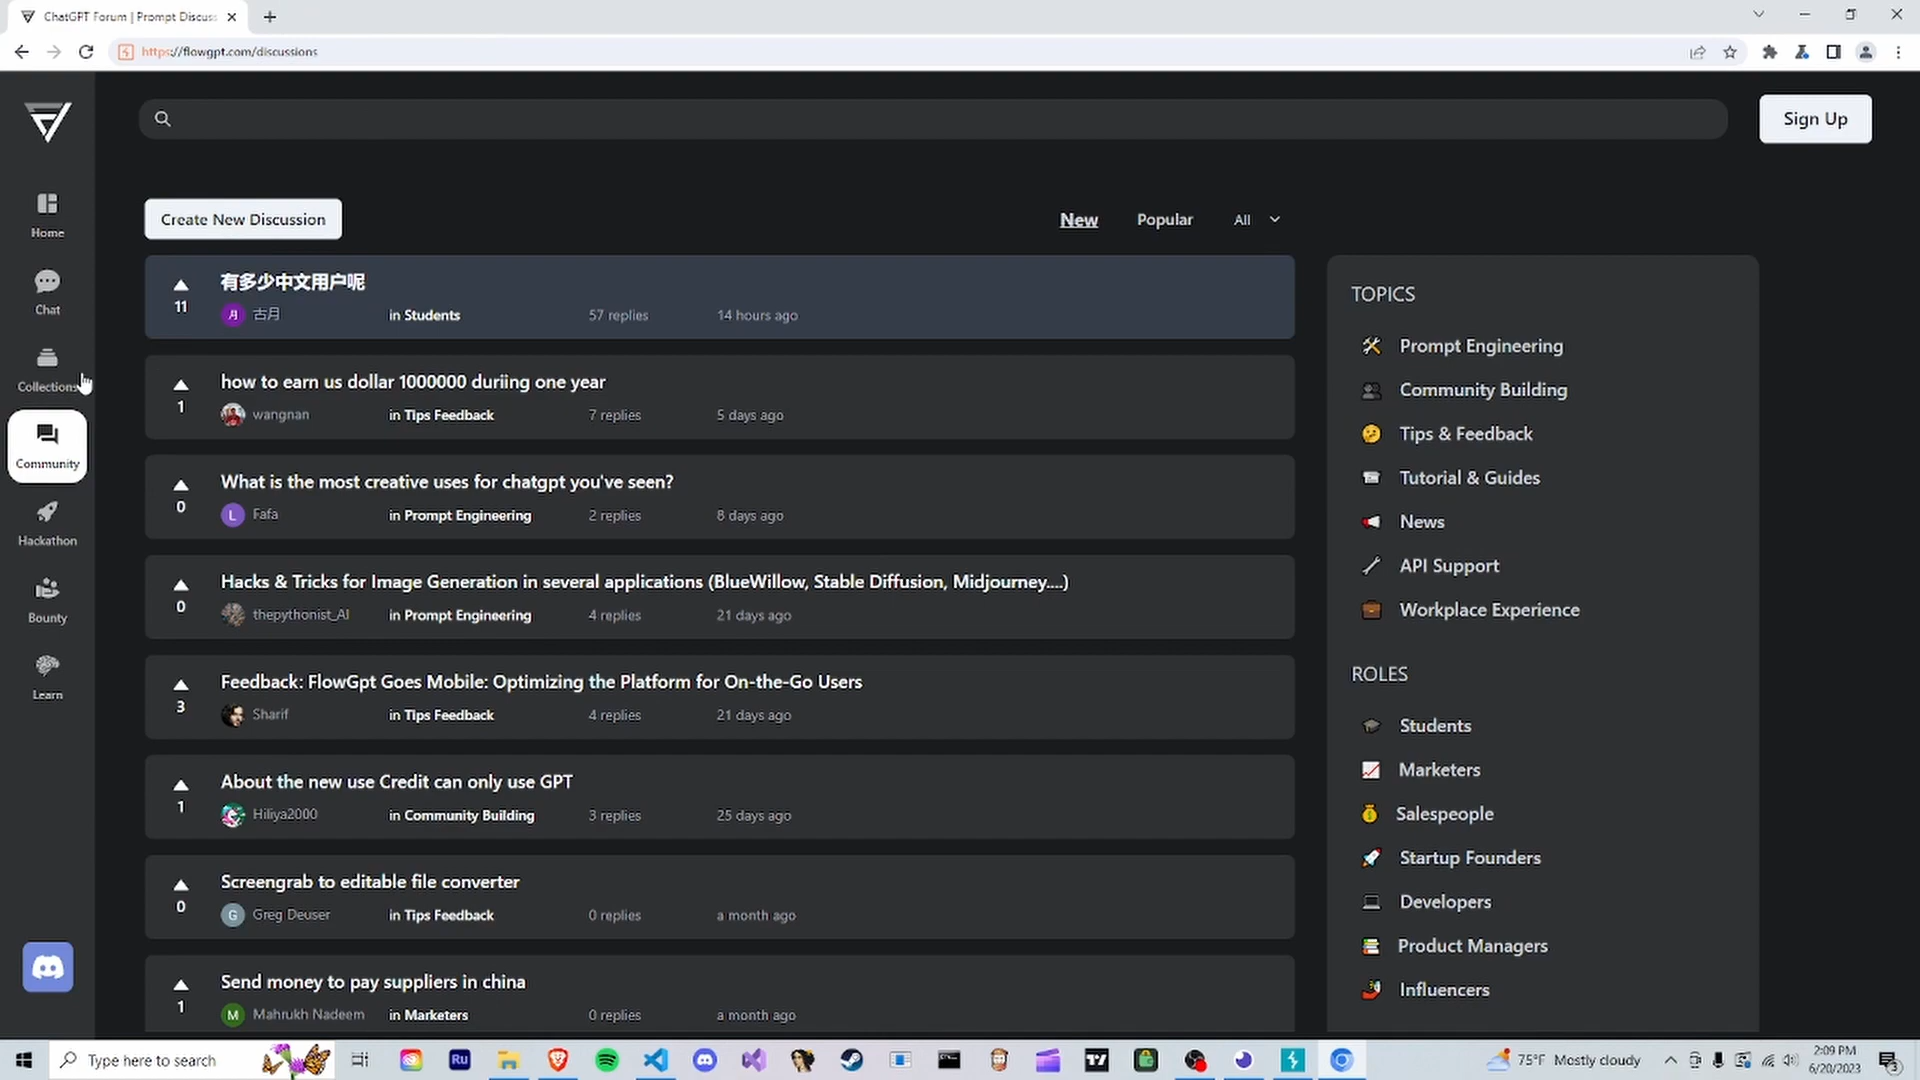 ChatGPT Forum | Prompt Discuss
https://flowgpt.com/discussions
Sign Up
Home
Chat
Collections
Community
Hackathon
Bounty
Learn
Create New Discussion
New
Popular
All
11
有多少中文用户呢
月 古月 in Students 57 replies 14 hours ago
1
how to earn us dollar 1000000 duriing one year
wangnan in Tips Feedback 7 replies 5 days ago
0
What is the most creative uses for chatgpt you've seen?
L Fafa in Prompt Engineering 2 replies 8 days ago
0
Hacks & Tricks for Image Generation in several applications (BlueWillow, Stable Diffusion, Midjourney....)
thepythonist_AI in Prompt Engineering 4 replies 21 days ago
3
Feedback: FlowGpt Goes Mobile: Optimizing the Platform for On-the-Go Users
Sharif in Tips Feedback 4 replies 21 days ago
1
About the new use Credit can only use GPT
Hiliya2000 in Community Building 3 replies 25 days ago
0
Screengrab to editable file converter
G Greg Deuser in Tips Feedback 0 replies a month ago
1
Send money to pay suppliers in china
M Mahrukh Nadeem in Marketers 0 replies a month ago
TOPICS
Prompt Engineering
Community Building
Tips & Feedback
Tutorial & Guides
News
API Support
Workplace Experience
ROLES
Students
Marketers
Salespeople
Startup Founders
Developers
Product Managers
Influencers
Type here to search
Ru
75°F Mostly cloudy
2:09 PM
6/20/2023
3